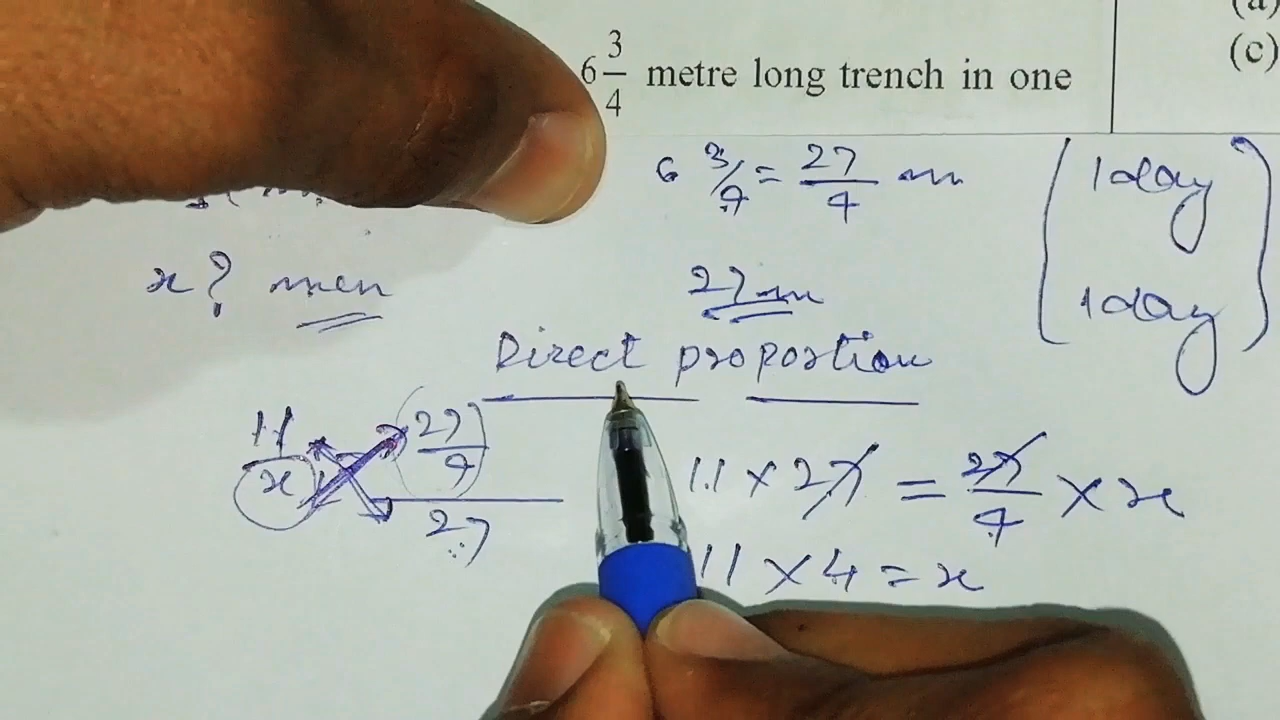 (a)
(c)
6 3/4 metre long trench in one
6 3/4 = 27/4 m
1 day
x? men
27 m
1 day
Direct proportion
11/x
27/4
27
11 × 27 = 27/4 × x
11 × 4 = x